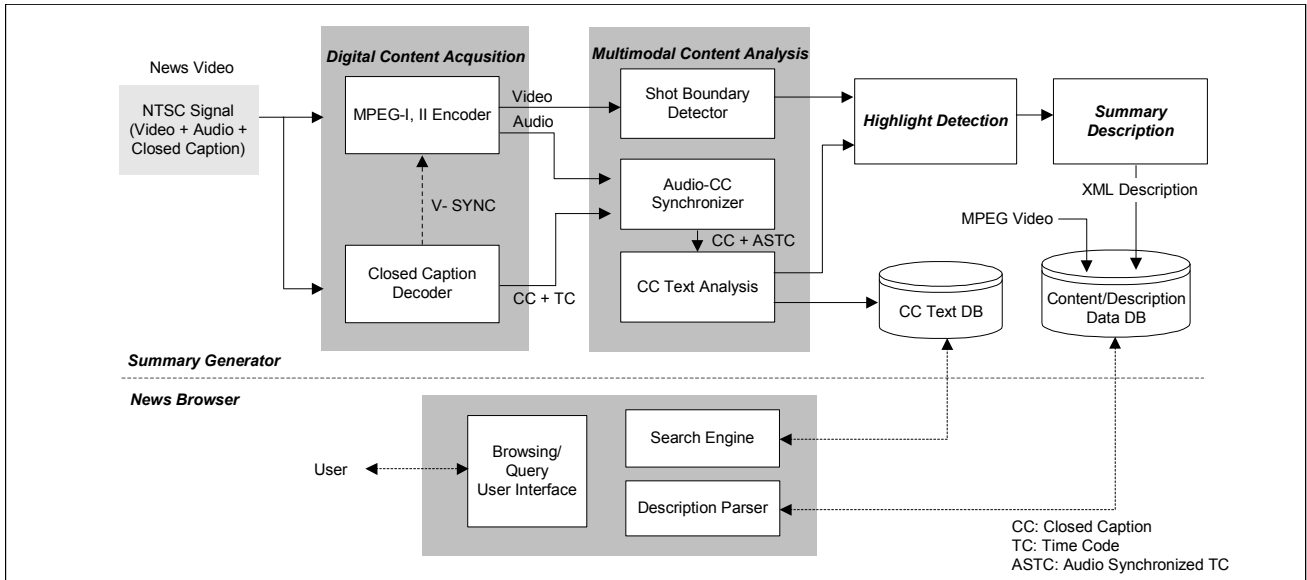 Digital Content Acqusition
Multimodal Content Analysis
News Video
NTSC Signal
(Video + Audio +
Closed Caption)
MPEG-I, II Encoder
Video
Audio
Shot Boundary
Detector
Highlight Detection
Summary
Description
V- SYNC
Audio-CC
Synchronizer
XML Description
MPEG Video
CC + ASTC
Closed Caption
Decoder
CC + TC
CC Text Analysis
CC Text DB
Content/Description
Data DB
Summary Generator
News Browser
User
Browsing/
Query
User Interface
Search Engine
Description Parser
CC: Closed Caption
TC: Time Code
ASTC: Audio Synchronized TC